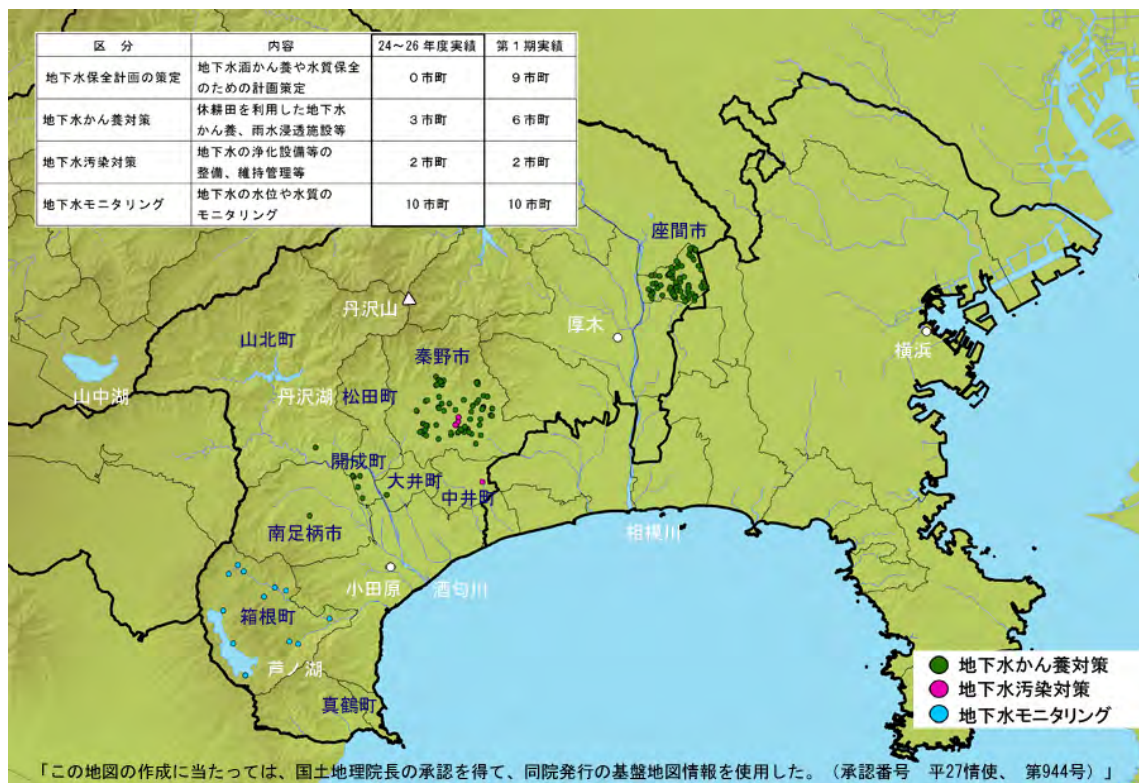 区 分 内容 24～26年度実績 第1期実績
地下水保全計画の策定 地下水涵かん養や水質保全 0市町 9市町
のための計画策定
地下水かん養対策 休耕田を利用した地下水 3市町 6市町
かん養、雨水浸透施設等
地下水汚染対策 地下水の浄化設備等の 2市町 2市町
整備、維持管理等
地下水モニタリング 地下水の水位や水質の 10市町 10市町
モニタリング
座間市
丹沢山
厚木
横浜
山北町
秦野市
山中湖
丹沢湖
松田町
開成町
大井町
中井町
南足柄市
相模川
小田原
酒匂川
箱根町
芦ノ湖
真鶴町
地下水かん養対策
地下水汚染対策
地下水モニタリング
「この地図の作成に当たっては、国土地理院長の承認を得て、同院発行の基盤地図情報を使用した。（承認番号 平27情使、 第944号）」